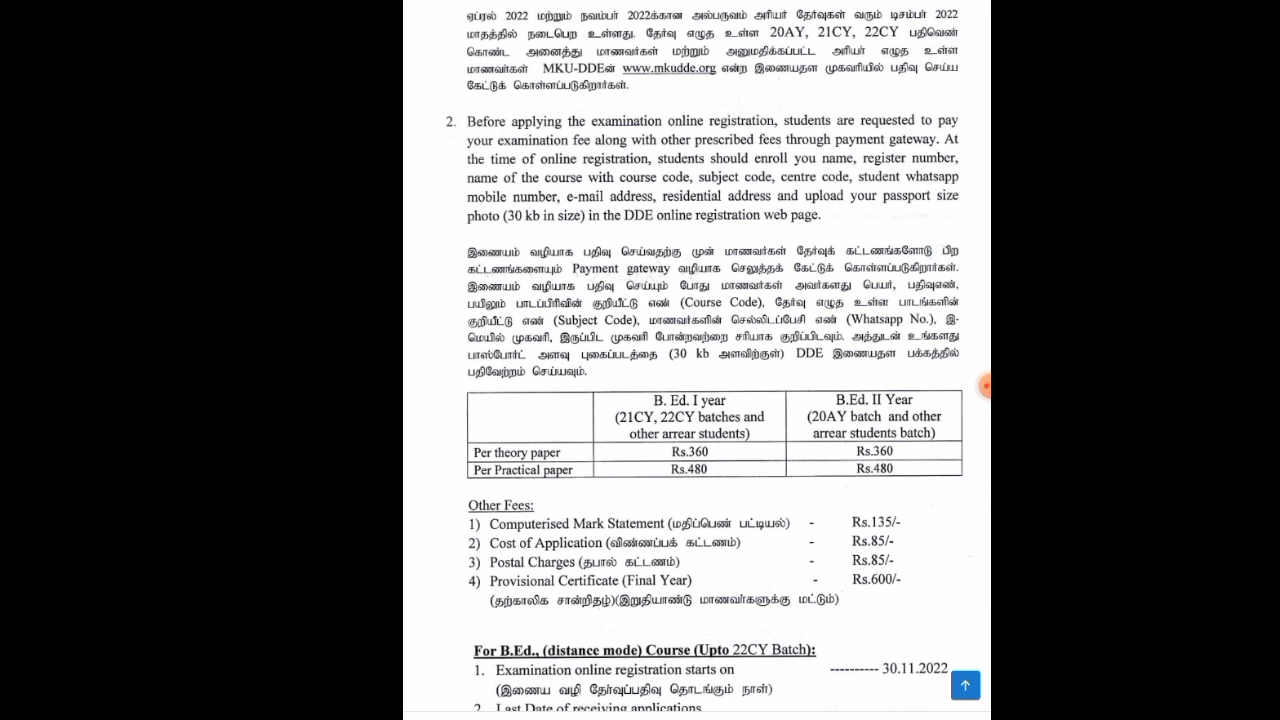 ஏப்ரல் 2022 மற்றும் நவம்பர் 2022க்கான அல்பருவம் அரியர் தேர்வுகள் வரும் டிசம்பர் 2022
மாதத்தில் நடைபெற உள்ளது. தேர்வு எழுத உள்ள 20AY, 21CY, 22CY பதிவெண்
கொண்ட அனைத்து மாணவர்கள் மற்றும் அனுமதிக்கப்பட்ட அரியர் எழுத உள்ள
மாணவர்கள் MKU-DDEன் www.mkudde.org என்ற இணையதள முகவரியில் பதிவு செய்ய
கேட்டுக் கொள்ளப்படுகிறார்கள்.
2. Before applying the examination online registration, students are requested to pay
your examination fee along with other prescribed fees through payment gateway. At
the time of online registration, students should enroll you name, register number,
name of the course with course code, subject code, centre code, student whatsapp
mobile number, e-mail address, residential address and upload your passport size
photo (30 kb in size) in the DDE online registration web page.
இணையம் வழியாக பதிவு செய்வதற்கு முன் மாணவர்கள் தேர்வுக் கட்டணங்களோடு பிற
கட்டணங்களையும் Payment gateway வழியாக செலுத்தக் கேட்டுக் கொள்ளப்படுகிறார்கள்.
இணையம் வழியாக பதிவு செய்யும் போது மாணவர்கள் அவர்களது பெயர், பதிவுஎண்,
பயிலும் பாடப்பிரிவின் குறியீட்டு எண் (Course Code), தேர்வு எழுத உள்ள பாடங்களின்
குறியீட்டு எண் (Subject Code), மாணவர்களின் செல்லிடப்பேசி எண் (Whatsapp No.), இ-
மெயில் முகவரி, இருப்பிட முகவரி போன்றவற்றை சரியாக குறிப்பிடவும். அத்துடன் உங்களது
பாஸ்போர்ட் அளவு புகைப்படத்தை (30 kb அளவிற்குள்) DDE இணையதள பக்கத்தில்
பதிவேற்றம் செய்யவும்.
B. Ed. I year B.Ed. II Year
(21CY, 22CY batches and (20AY batch and other
other arrear students) arrear students batch)
Per theory paper Rs.360 Rs.360
Per Practical paper Rs.480 Rs.480
Other Fees:
1) Computerised Mark Statement (மதிப்பெண் பட்டியல்) - Rs.135/-
2) Cost of Application (விண்ணப்பக் கட்டணம்) - Rs.85/-
3) Postal Charges (தபால் கட்டணம்) - Rs.85/-
4) Provisional Certificate (Final Year) - Rs.600/-
(தற்காலிக சான்றிதழ்)(இறுதியாண்டு மாணவர்களுக்கு மட்டும்)
For B.Ed., (distance mode) Course (Upto 22CY Batch):
1. Examination online registration starts on ---------- 30.11.2022
(இணைய வழி தேர்வுப்பதிவு தொடங்கும் நாள்)
2. Last Date of receiving applications